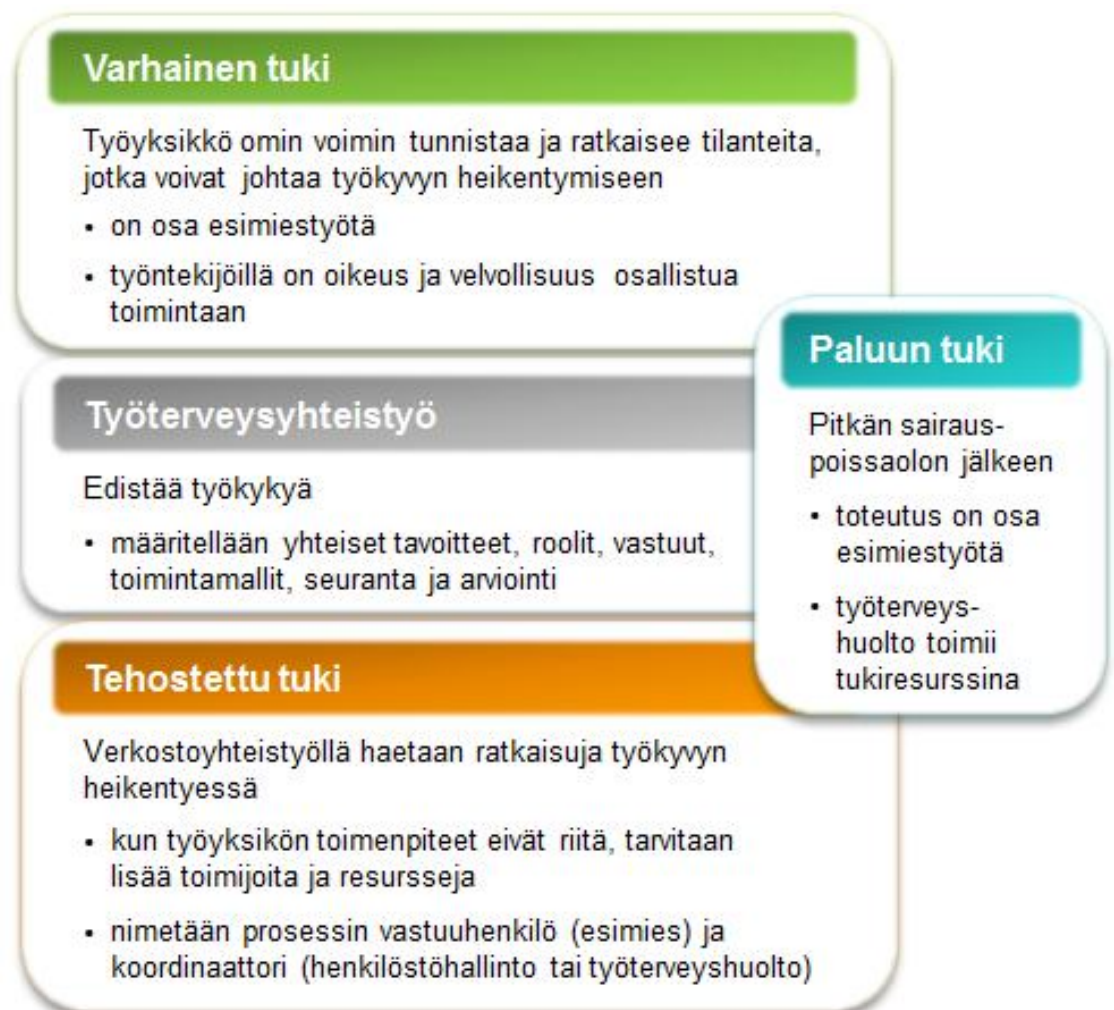 Varhainen tuki
Työyksikkö omin voimin tunnistaa ja ratkaisee tilanteita,
jotka voivat johtaa työkyvyn heikentymiseen
• on osa esimiestyötä
• työntekijöillä on oikeus ja velvollisuus osallistua
toimintaan
Työterveysyhteistyö
Edistää työkykyä
• määritellään yhteiset tavoitteet, roolit, vastuut,
toimintamallit, seuranta ja arviointi
Tehostettu tuki
Verkostoyhteistyöllä haetaan ratkaisuja työkyvyn
heikentyessä
• kun työyksikön toimenpiteet eivät riitä, tarvitaan
lisää toimijoita ja resursseja
• nimetään prosessin vastuuhenkilö (esimies) ja
koordinaattori (henkilöstöhallinto tai työterveyshuolto)
Paluun tuki
Pitkän sairaus-
poissaolon jälkeen
• toteutus on osa
esimiestyötä
• työterveys-
huolto toimii
tukiresurssina